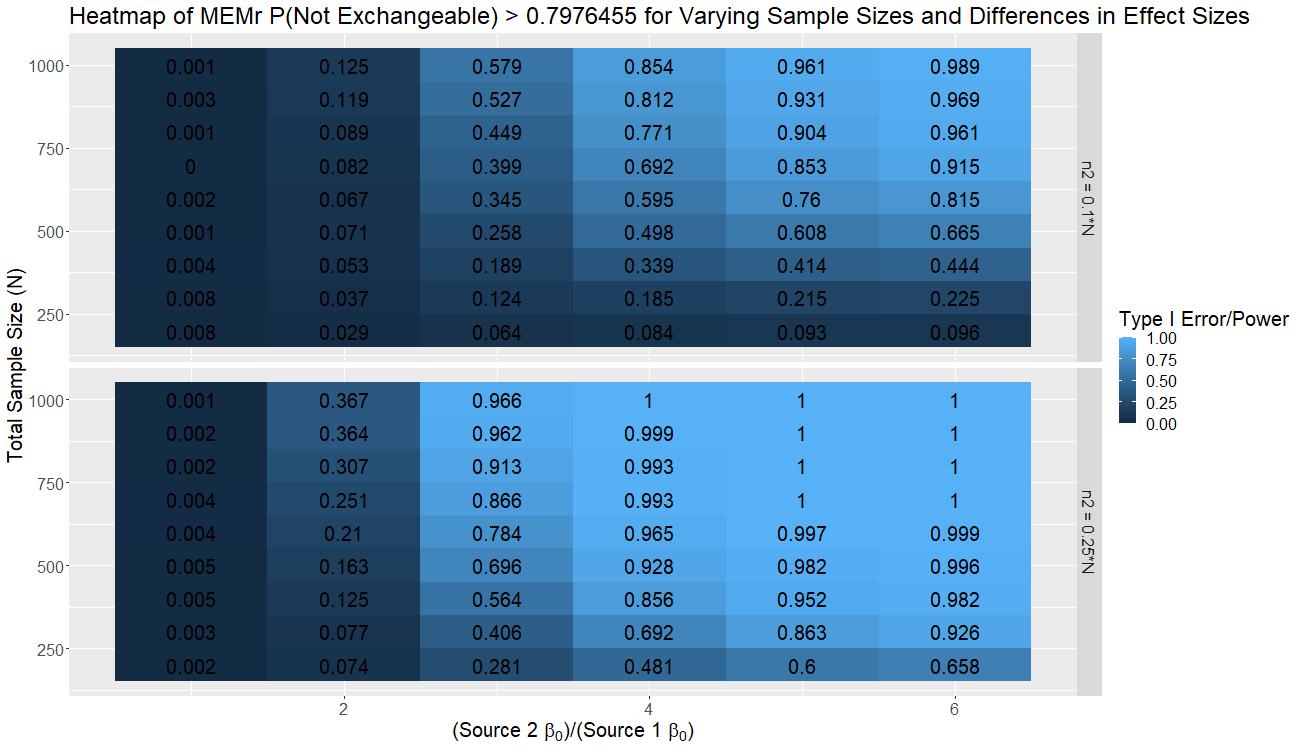 Heatmap of MEMr P(Not Exchangeable) > 0.7976455 for Varying Sample Sizes and Differences in Effect Sizes
Total Sample Size (N)
1000 0.001 0.125 0.579 0.854 0.961 0.989
0.003 0.119 0.527 0.812 0.931 0.969
750 0.001 0.089 0.449 0.771 0.904 0.961
0 0.082 0.399 0.692 0.853 0.915
0.002 0.067 0.345 0.595 0.76 0.815
500 0.001 0.071 0.258 0.498 0.608 0.665
0.004 0.053 0.189 0.339 0.414 0.444
250 0.008 0.037 0.124 0.185 0.215 0.225
0.008 0.029 0.064 0.084 0.093 0.096
n2 = 0.1*N
1000 0.001 0.367 0.966 1 1 1
0.002 0.364 0.962 0.999 1 1
750 0.002 0.307 0.913 0.993 1 1
0.004 0.251 0.866 0.993 1 1
0.004 0.21 0.784 0.965 0.997 0.999
500 0.005 0.163 0.696 0.928 0.982 0.996
0.005 0.125 0.564 0.856 0.952 0.982
0.003 0.077 0.406 0.692 0.863 0.926
250 0.002 0.074 0.281 0.481 0.6 0.658
n2 = 0.25*N
2 4 6
(Source 2 β₀)/(Source 1 β₀)
Type I Error/Power
1.00
0.75
0.50
0.25
0.00